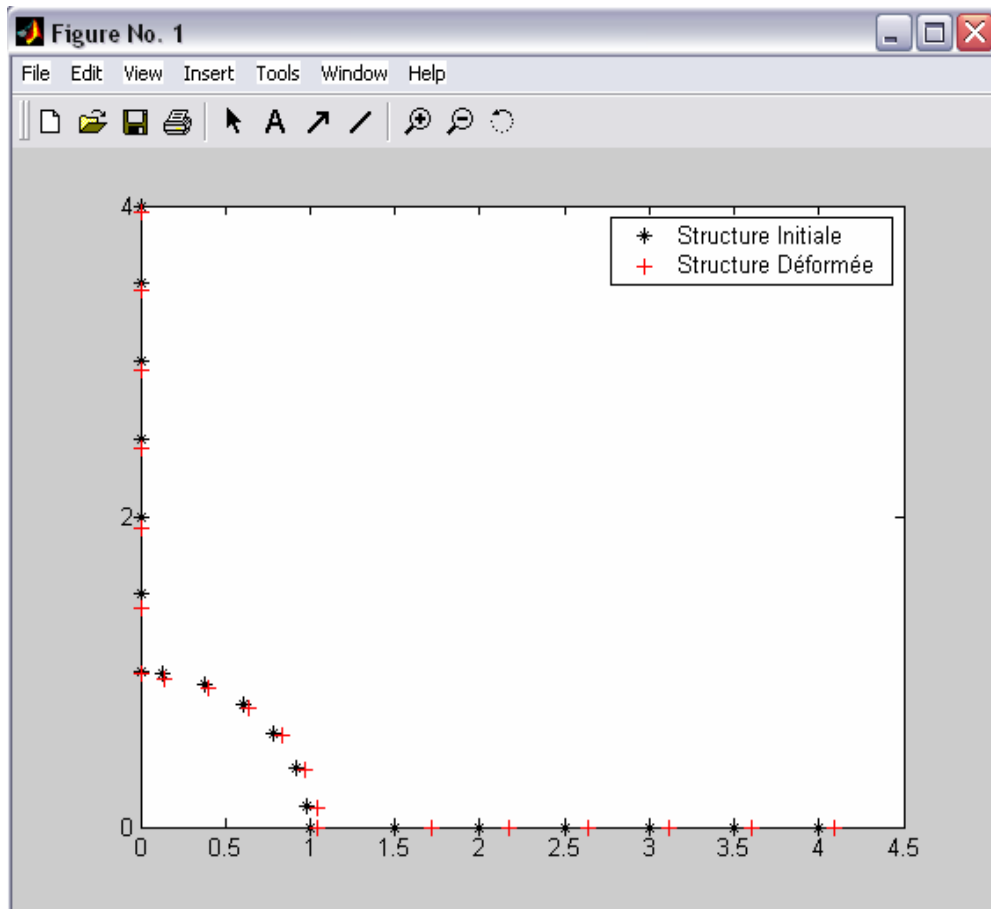 Figure No. 1
File Edit View Insert Tools Window Help
A
4
Structure Initiale
Structure Déformée
2
0
0 0.5 1 1.5 2 2.5 3 3.5 4 4.5